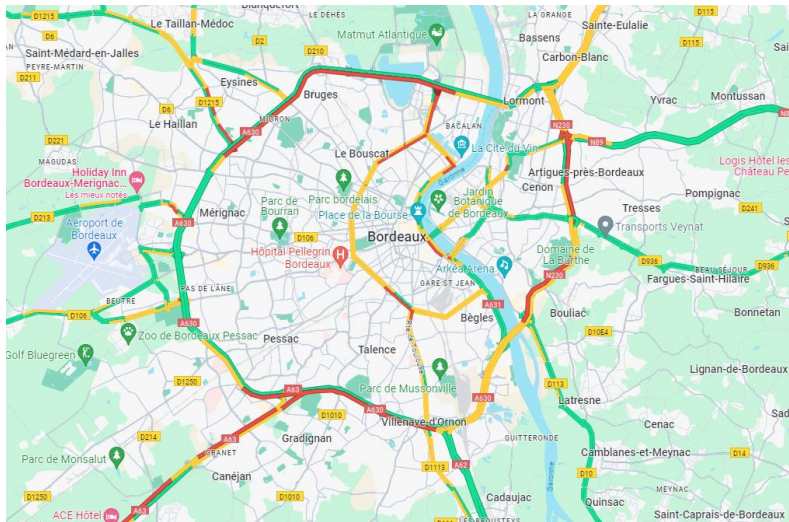 Blanquefort
LE DEHÈS
LA GRANGE
D115
D1215
Le Taillan-Médoc
Sainte-Eulalie
D2
D210
Matmut Atlantique
Bassens
D115
Saint-Médard-en-Jalles
Carbon-Blanc
PEYRE-MARTIN
D211
Eysines
Bruges
Lormont
Yvrac
Montussan
D1215
D6
D6
Le Haillan
MIGRON
A630
BACALAN
N230
N89
D221
La Cité du Vin
MAGUDAS
Le Bouscat
Holiday Inn
Bordeaux-Merignac...
Les mieux notés
Garonne
Artigues-près-Bordeaux
Cenon
Logis Hôtel les
Château Pe
Pompignac
Parc bordelais
Jardin
Botanique
de Bordeaux
Parc de
Bourran
Mérignac
D213
A630
Place de la Bourse
Tresses
D241
Aéroport de
Bordeaux
D106
Bordeaux
Transports Veynat
Hôpital Pellegrin
Bordeaux
Domaine de
La Burthe
D936
BEAU SÉJOUR
D936
Arkéa Arena
N230
Fargues-Saint-Hilaire
PAS DE L'ÂNE
GARE ST JEAN
BEUTRE
A631
D106
A630
Bègles
Bouliac
Bonnetan
Zoo de Bordeaux Pessac
D10E4
Pessac
Talence
Golf Bluegreen
Lignan-de-Bordeaux
D1250
Parc de Mussonville
D113
A63
A630
A630
Latresne
D1010
Villenave-d'Ornon
Cenac
D214
Gradignan
GUITTERONDE
A63
GRANET
Camblanes-et-Meynac
D14
Parc de Monsalut
Canéjan
D1113
A62
D10
Garonne
MEYNAC
D1250
D1010
Cadaujac
Quinsac
ACE Hôtel
Saint-Caprais-de-Bordeaux